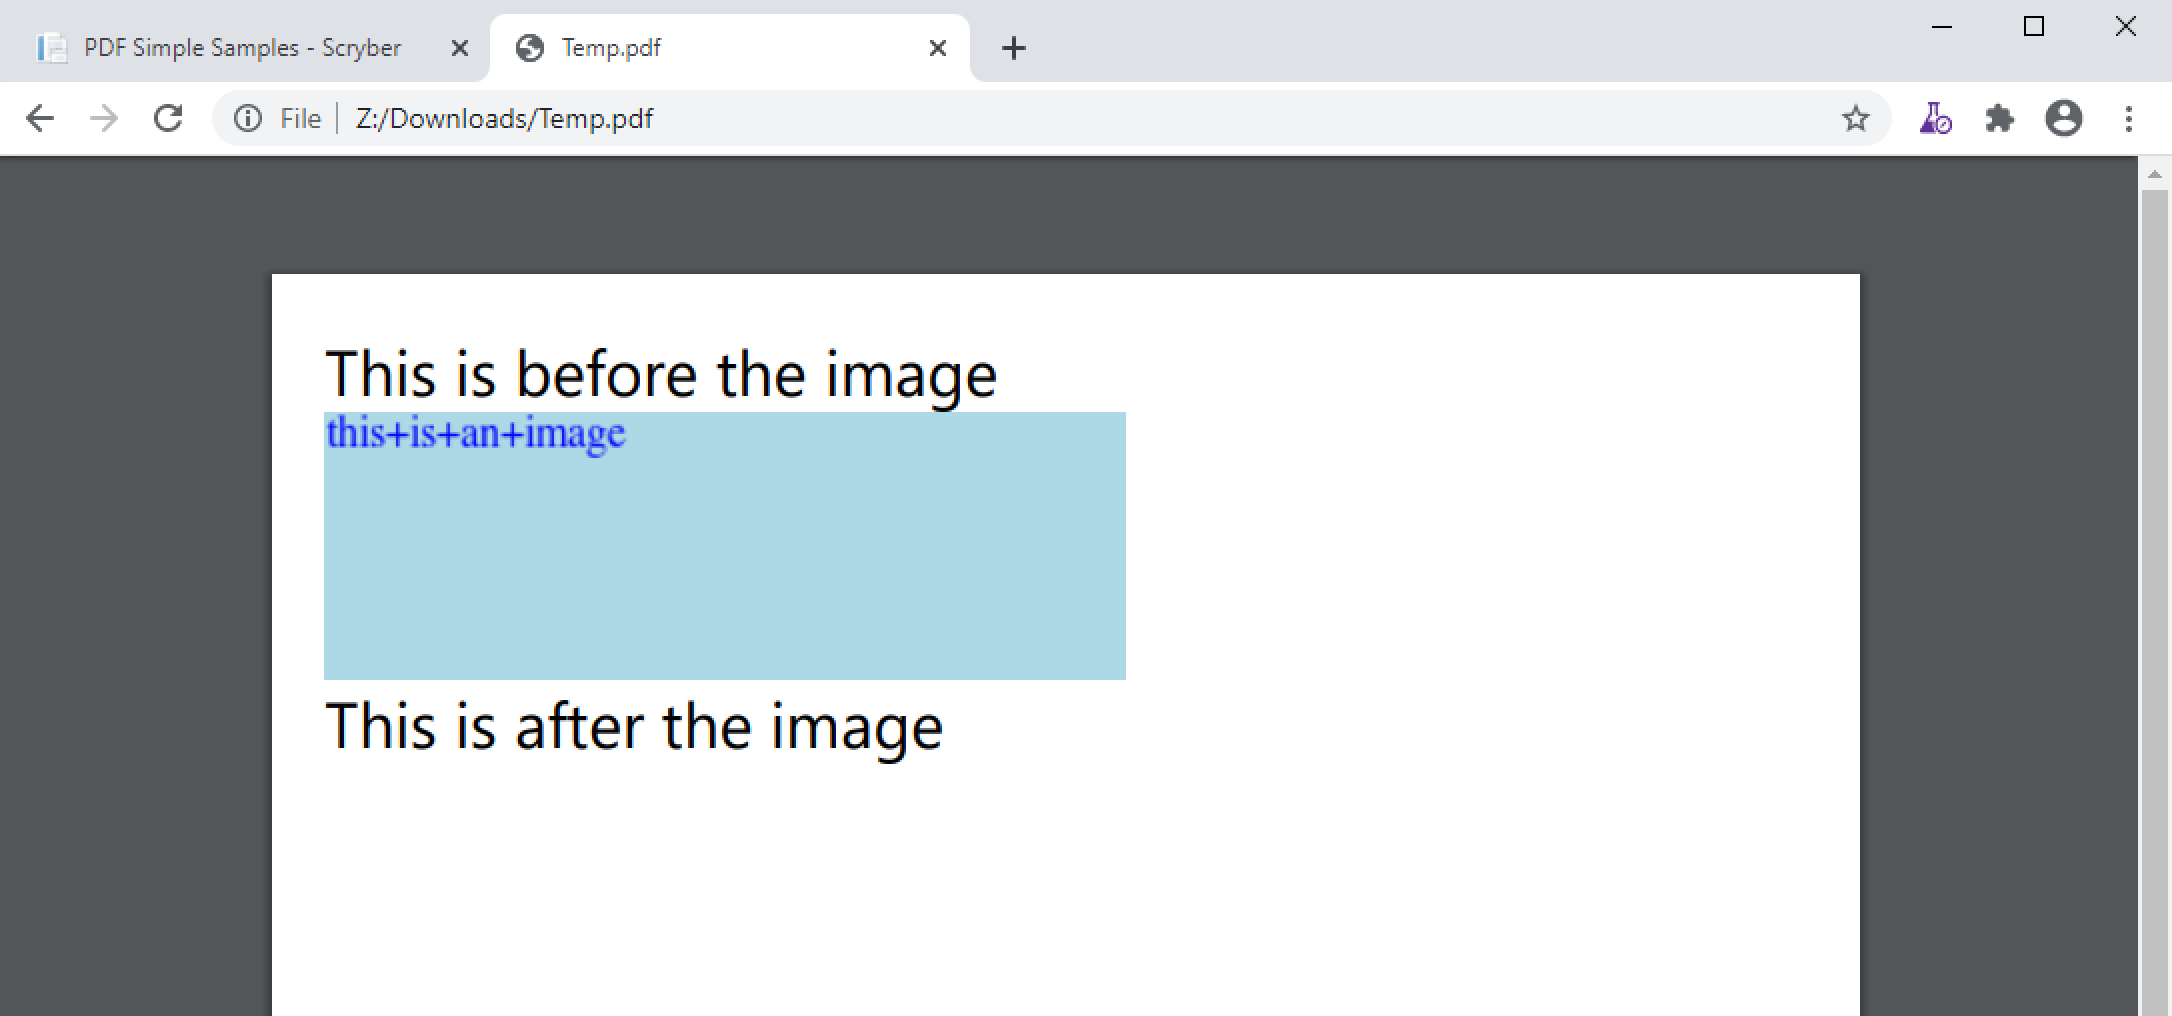 PDF Simple Samples - Scryber
Temp.pdf
File
Z:/Downloads/Temp.pdf
This is before the image
this+is+an+image
This is after the image